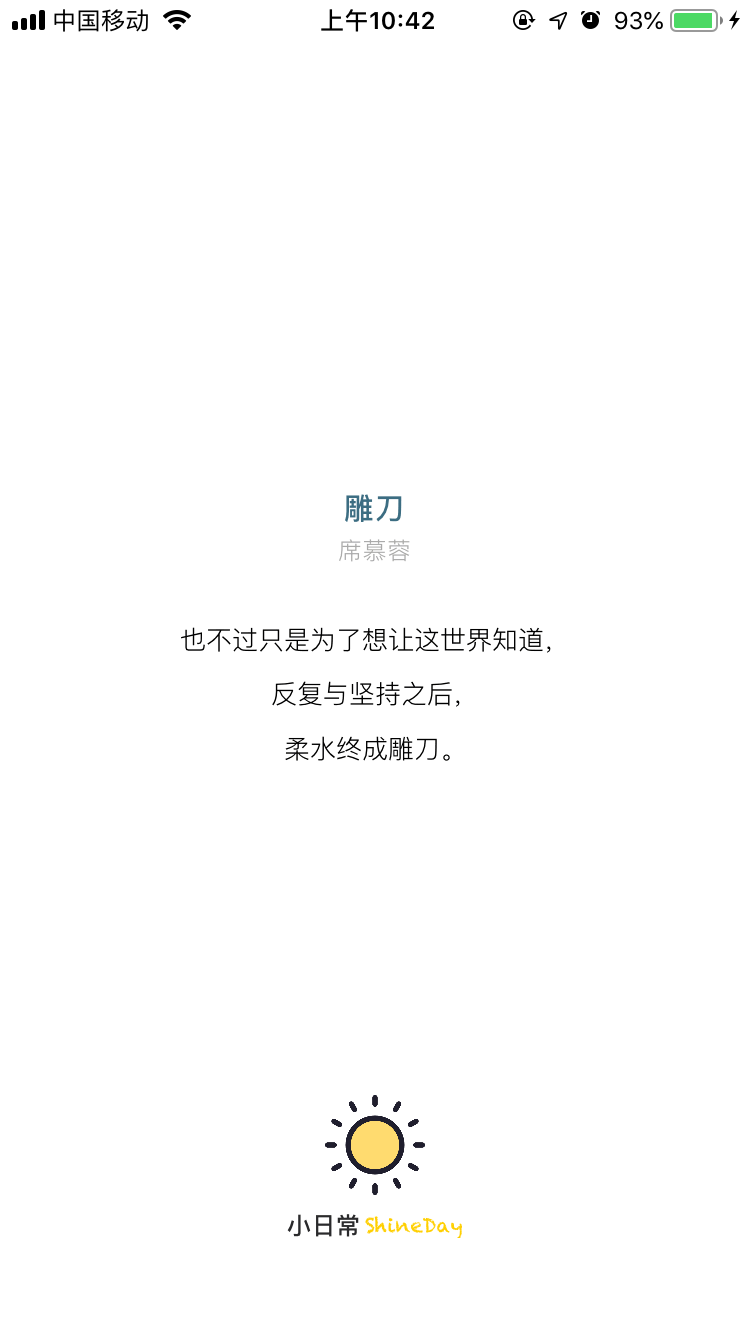 中国移动 上午10:42 93%
雕刀
席慕蓉
也不过只是为了想让这世界知道，
反复与坚持之后，
柔水终成雕刀。
小日常 ShineDay